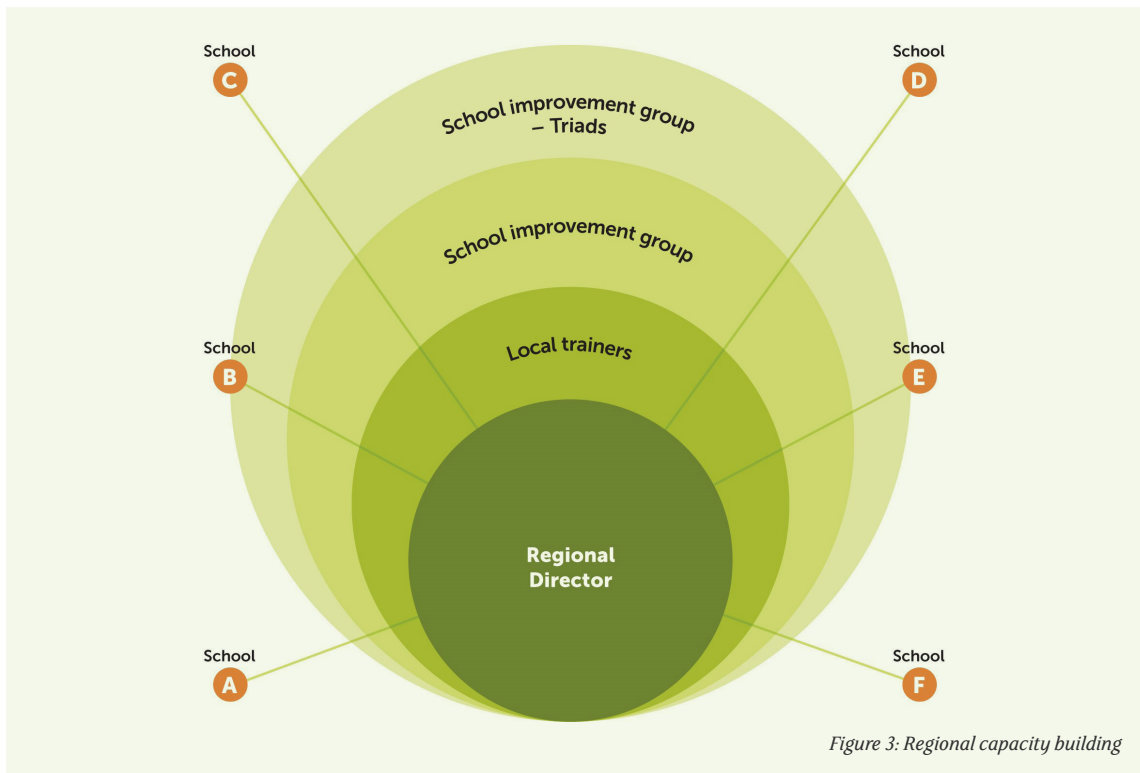 School
C
School
D
School improvement group
– Triads
School improvement group
School
B
Local trainers
School
E
Regional
Director
School
A
School
F
Figure 3: Regional capacity building